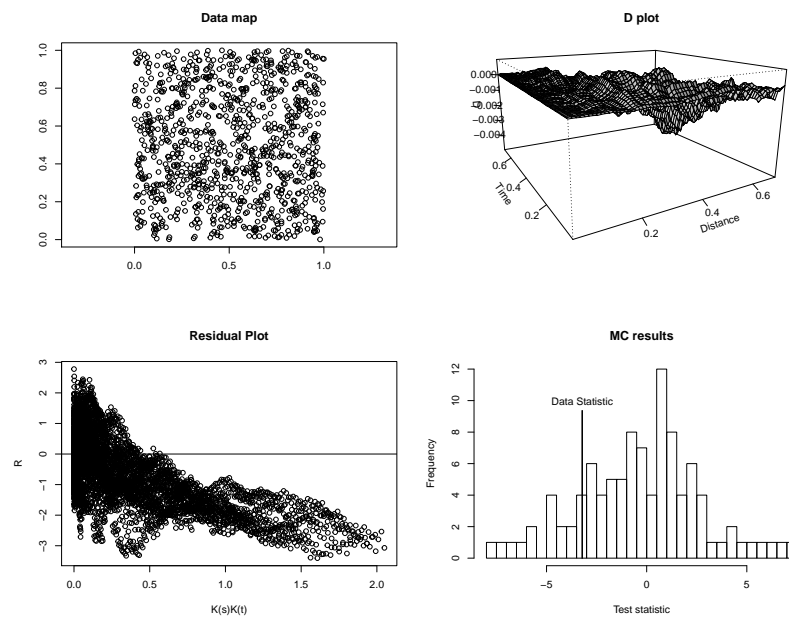 Data map
1.0
0.8
0.6
0.4
0.2
0.0
0.0 0.5 1.0
D plot
0.000
−0.001
−0.002
−0.003
−0.004
D
0.6
0.4
0.2
Time
0.2
0.4
0.6
Distance
Residual Plot
3
2
1
0
−1
−2
−3
R
0.0 0.5 1.0 1.5 2.0
K(s)K(t)
MC results
12
10
8
6
4
2
0
Frequency
Data Statistic
−5 0 5
Test statistic